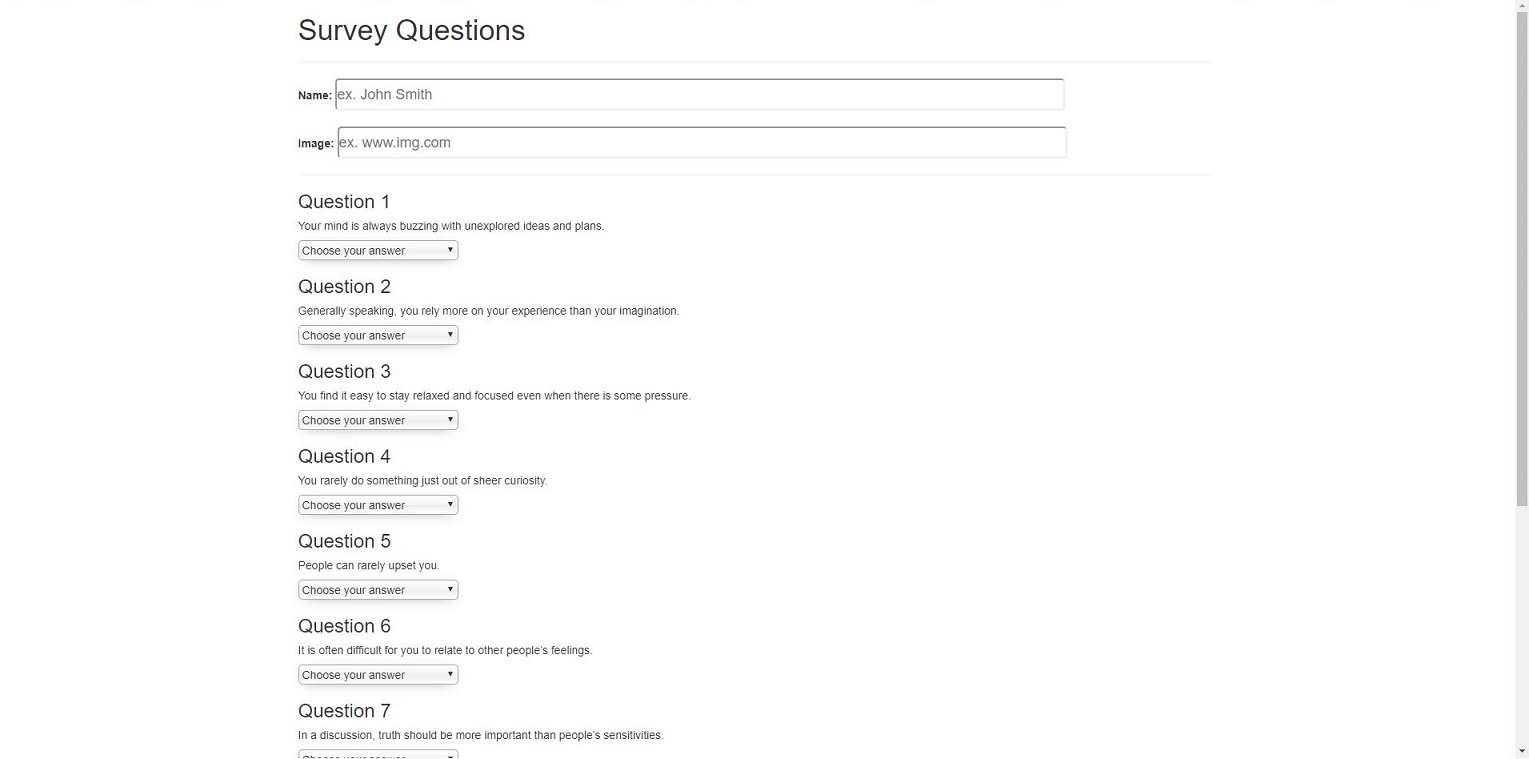 Survey Questions
Name: ex. John Smith
Image: ex. www.img.com
Question 1
Your mind is always buzzing with unexplored ideas and plans.
Choose your answer
Question 2
Generally speaking, you rely more on your experience than your imagination.
Choose your answer
Question 3
You find it easy to stay relaxed and focused even when there is some pressure.
Choose your answer
Question 4
You rarely do something just out of sheer curiosity.
Choose your answer
Question 5
People can rarely upset you.
Choose your answer
Question 6
It is often difficult for you to relate to other people’s feelings.
Choose your answer
Question 7
In a discussion, truth should be more important than people’s sensitivities.
Choose your answer